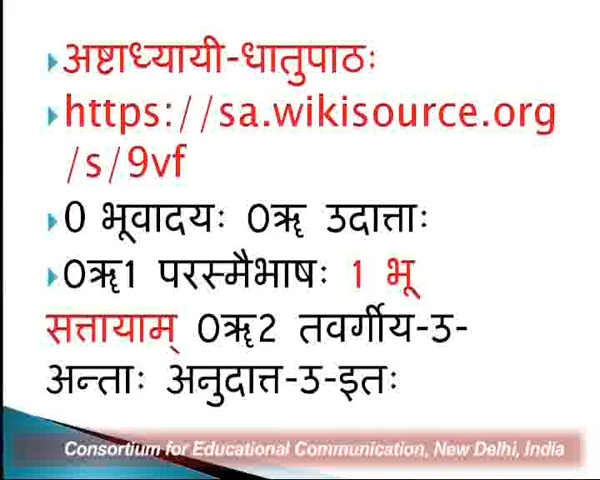 अष्टाध्यायी-धातुपाठः
https://sa.wikisource.org
/s/9vf
0 भूवादयः 0ॠ उदात्ताः
0ॠ1 परस्मैभाषः 1 भू
सत्तायाम् 0ॠ2 तवर्गीय-उ-
अन्ताः अनुदात्त-उ-इतः
Consortium for Educational Communication, New Delhi, India